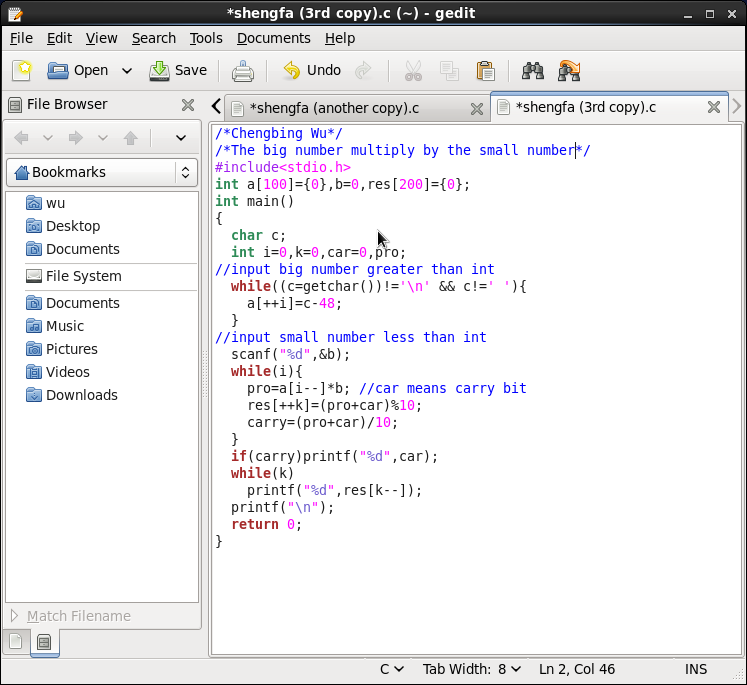 *shengfa (3rd copy).c (~) - gedit
File Edit View Search Tools Documents Help
Open Save Undo
File Browser
*shengfa (another copy).c
*shengfa (3rd copy).c
Bookmarks
wu
Desktop
Documents
File System
Documents
Music
Pictures
Videos
Downloads
Match Filename
/*Chengbing Wu*/
/*The big number multiply by the small number*/
#include<stdio.h>
int a[100]={0},b=0,res[200]={0};
int main()
{
  char c;
  int i=0,k=0,car=0,pro;
//input big number greater than int
  while((c=getchar())!='\n' && c!=' '){
    a[++i]=c-48;
  }
//input small number less than int
  scanf("%d",&b);
  while(i){
    pro=a[i--]*b; //car means carry bit
    res[++k]=(pro+car)%10;
    carry=(pro+car)/10;
  }
  if(carry)printf("%d",car);
  while(k)
    printf("%d",res[k--]);
  printf("\n");
  return 0;
}
C Tab Width: 8 Ln 2, Col 46 INS